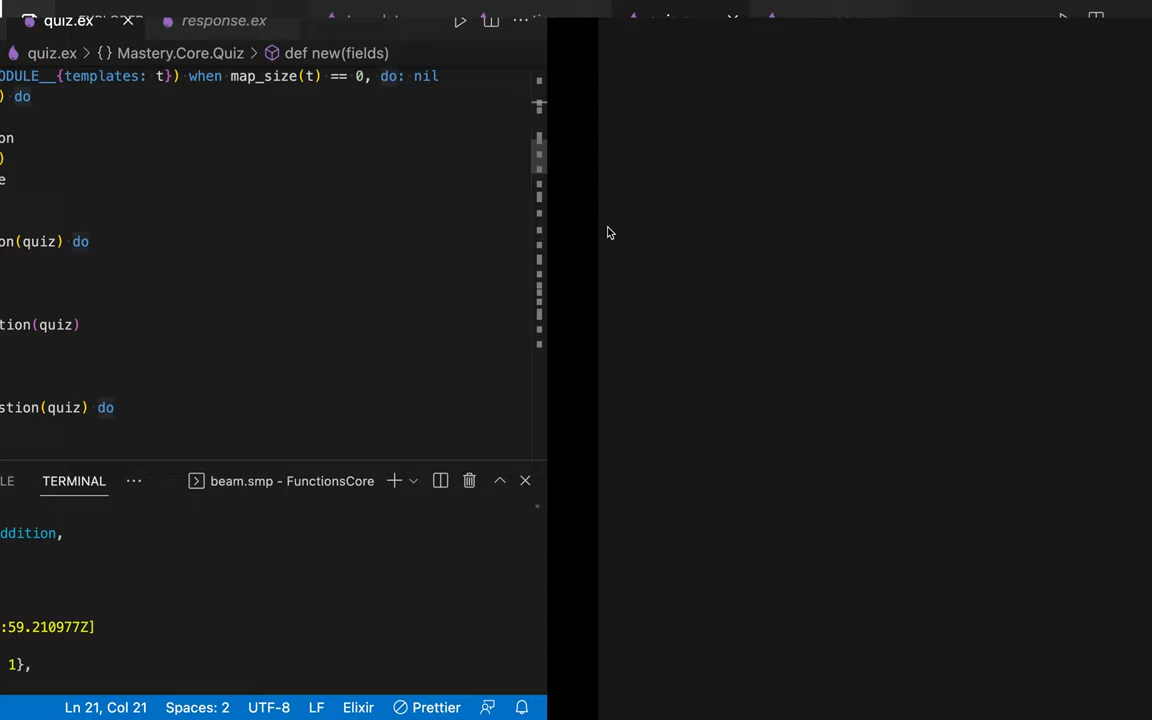 quiz.ex
response.ex
quiz.ex > {} Mastery.Core.Quiz > def new(fields)
ODULE__{templates: t}) when map_size(t) == 0, do: nil
) do
on
)
e
on(quiz) do
tion(quiz)
stion(quiz) do
LE
TERMINAL
beam.smp - FunctionsCore
ddition,
:59.210977Z]
1},
Ln 21, Col 21
Spaces: 2
UTF-8
LF
Elixir
Prettier